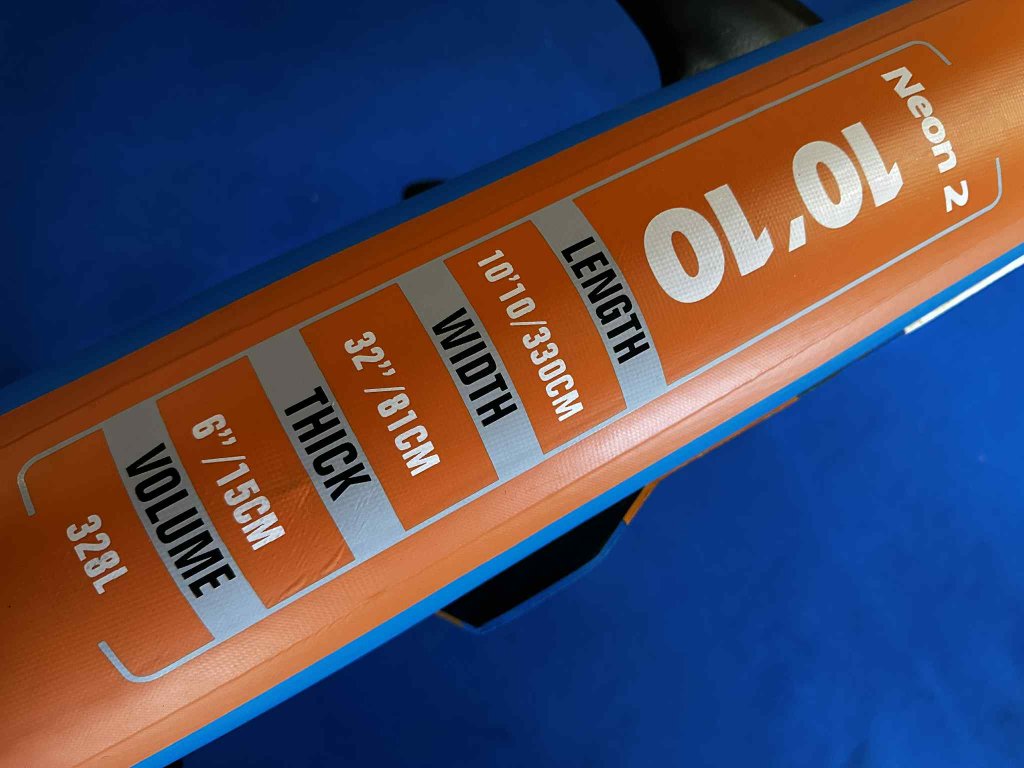 Neon 2
10'10
LENGTH
10'10/330CM
WIDTH
32"/81CM
THICK
6"/15CM
VOLUME
328L